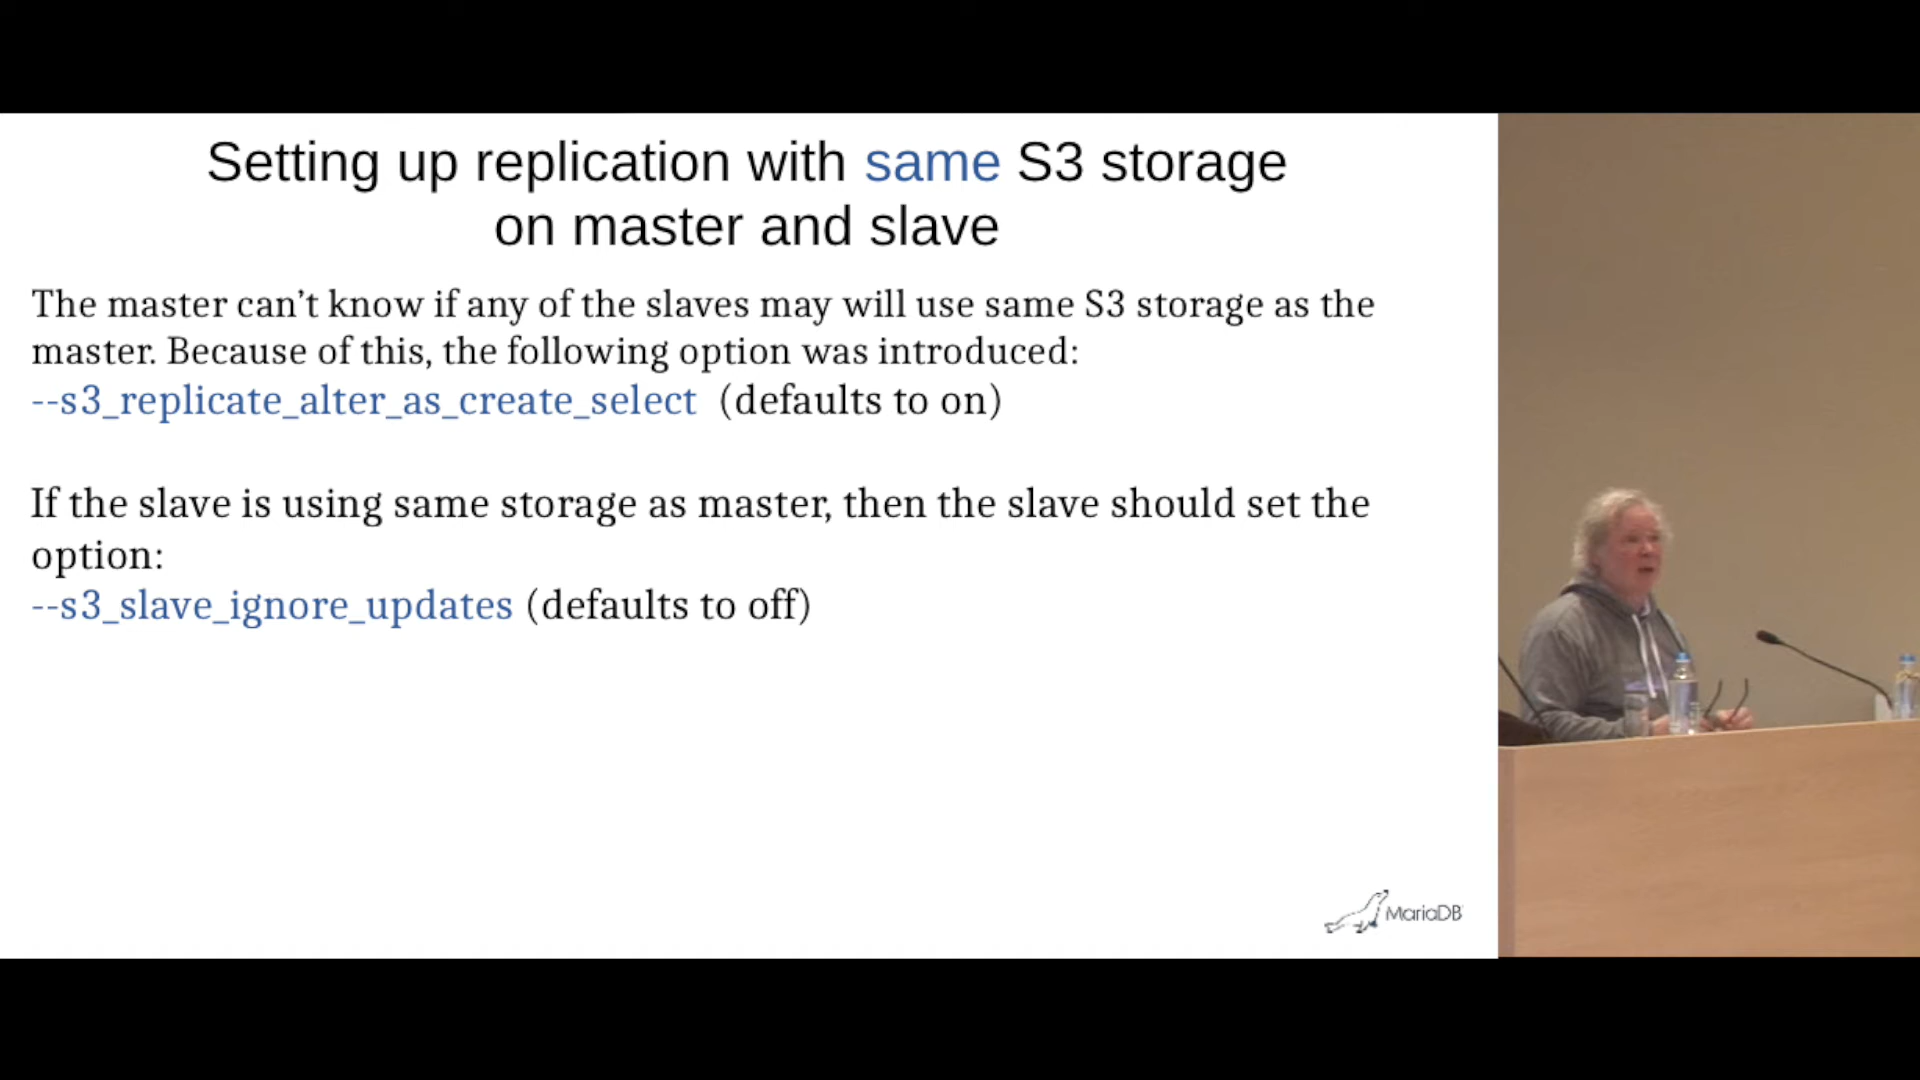 Setting up replication with same S3 storage
on master and slave
The master can’t know if any of the slaves may will use same S3 storage as the
master. Because of this, the following option was introduced:
--s3_replicate_alter_as_create_select (defaults to on)
If the slave is using same storage as master, then the slave should set the
option:
--s3_slave_ignore_updates (defaults to off)
MariaDB